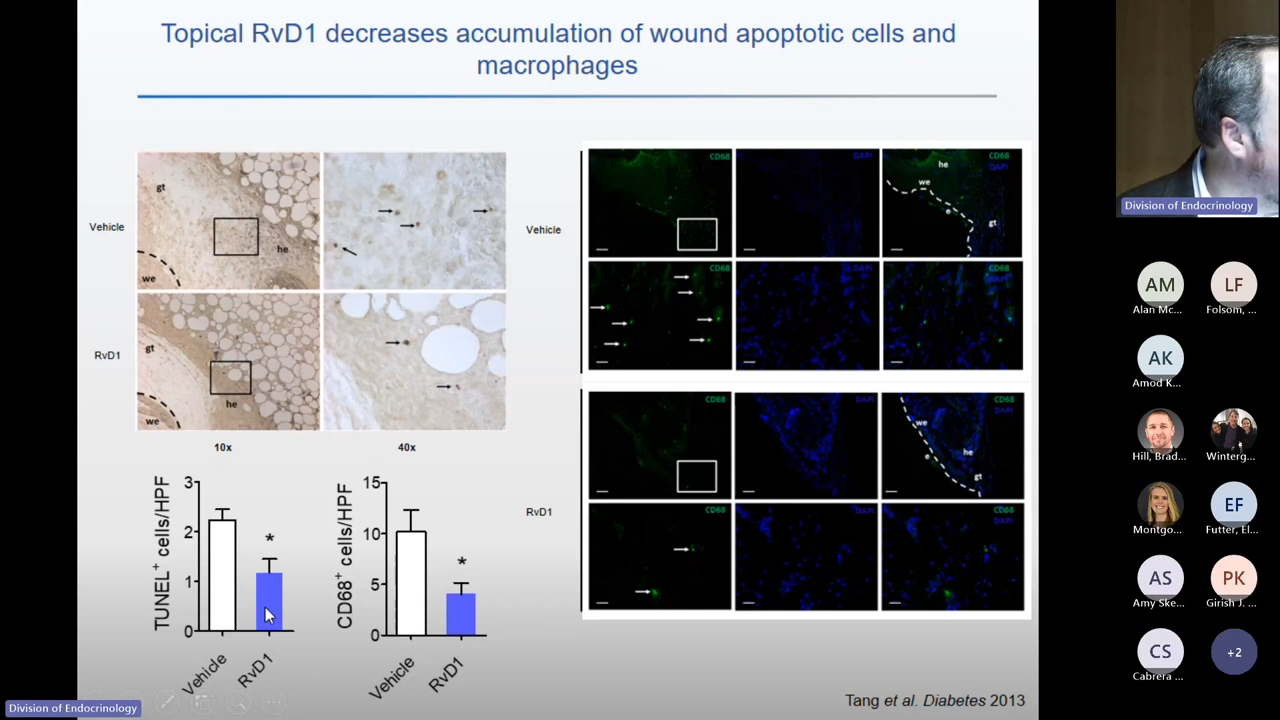 Topical RvD1 decreases accumulation of wound apoptotic cells and
macrophages
Vehicle
gt
he
we
RvD1
gt
he
we
10x
40x
TUNEL+ cells/HPF
3
2
1
0
*
Vehicle
RvD1
CD68+ cells/HPF
15
10
5
0
*
Vehicle
RvD1
Vehicle
CD68
DAPI
CD68
DAPI
he
we
e
gt
CD68
DAPI
CD68
DAPI
RvD1
CD68
DAPI
CD68
DAPI
we
e
he
gt
CD68
DAPI
CD68
DAPI
Tang et al. Diabetes 2013
Division of Endocrinology
Division of Endocrinology
AM
Alan Mc...
LF
Folsom, ...
AK
Amod K...
Hill, Brad...
Winterg...
Montgo...
EF
Futter, El...
AS
Amy Ske...
PK
Girish J. ...
CS
Cabrera ...
+2